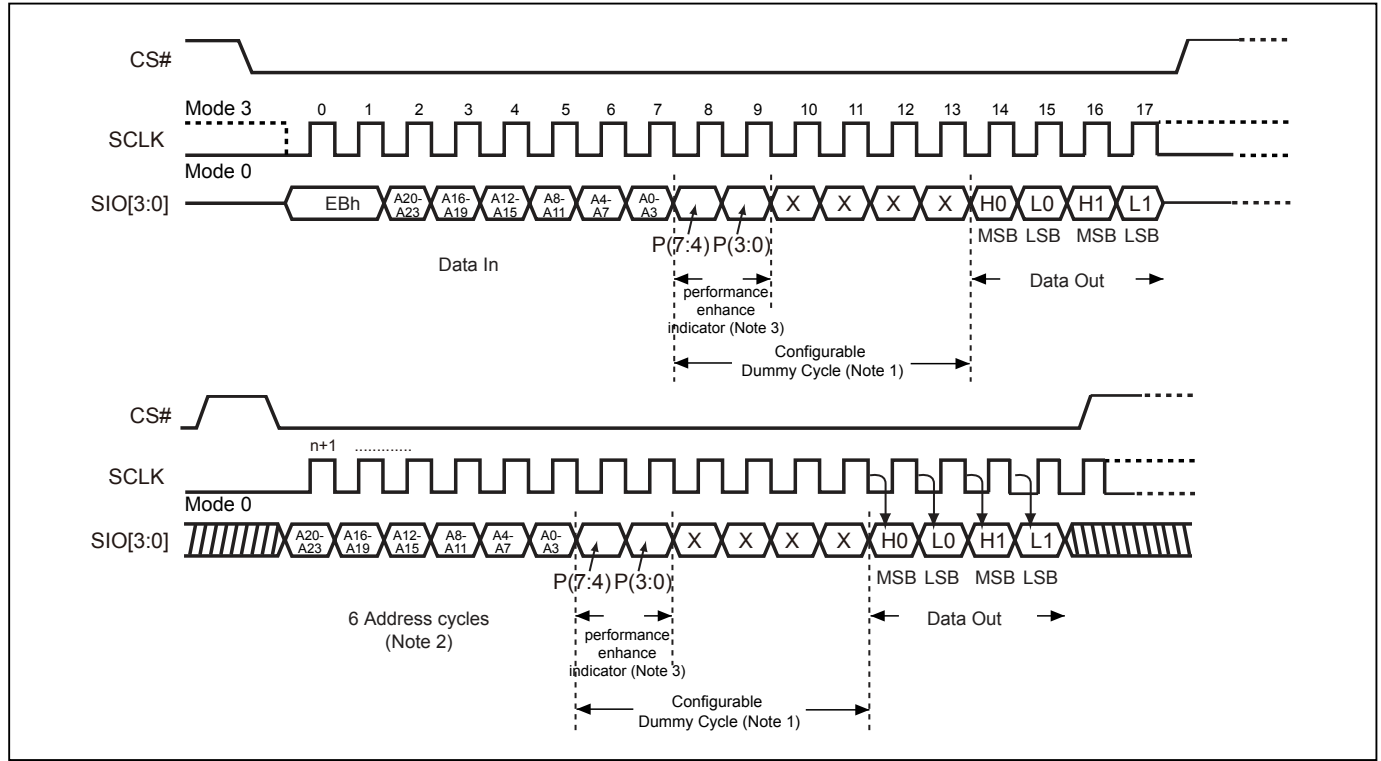 CS#
Mode 3
0 1 2 3 4 5 6 7 8 9 10 11 12 13 14 15 16 17
SCLK
Mode 0
SIO[3:0] EBh A20-A23 A16-A19 A12-A15 A8-A11 A4-A7 A0-A3 X X X X H0 L0 H1 L1
P(7:4) P(3:0) MSB LSB MSB LSB
Data In
Data Out
performance
enhance
indicator (Note 3)
Configurable
Dummy Cycle (Note 1)
CS#
n+1 .............
SCLK
Mode 0
SIO[3:0] A20-A23 A16-A19 A12-A15 A8-A11 A4-A7 A0-A3 X X X X H0 L0 H1 L1
P(7:4) P(3:0) MSB LSB MSB LSB
6 Address cycles
(Note 2)
Data Out
performance
enhance
indicator (Note 3)
Configurable
Dummy Cycle (Note 1)